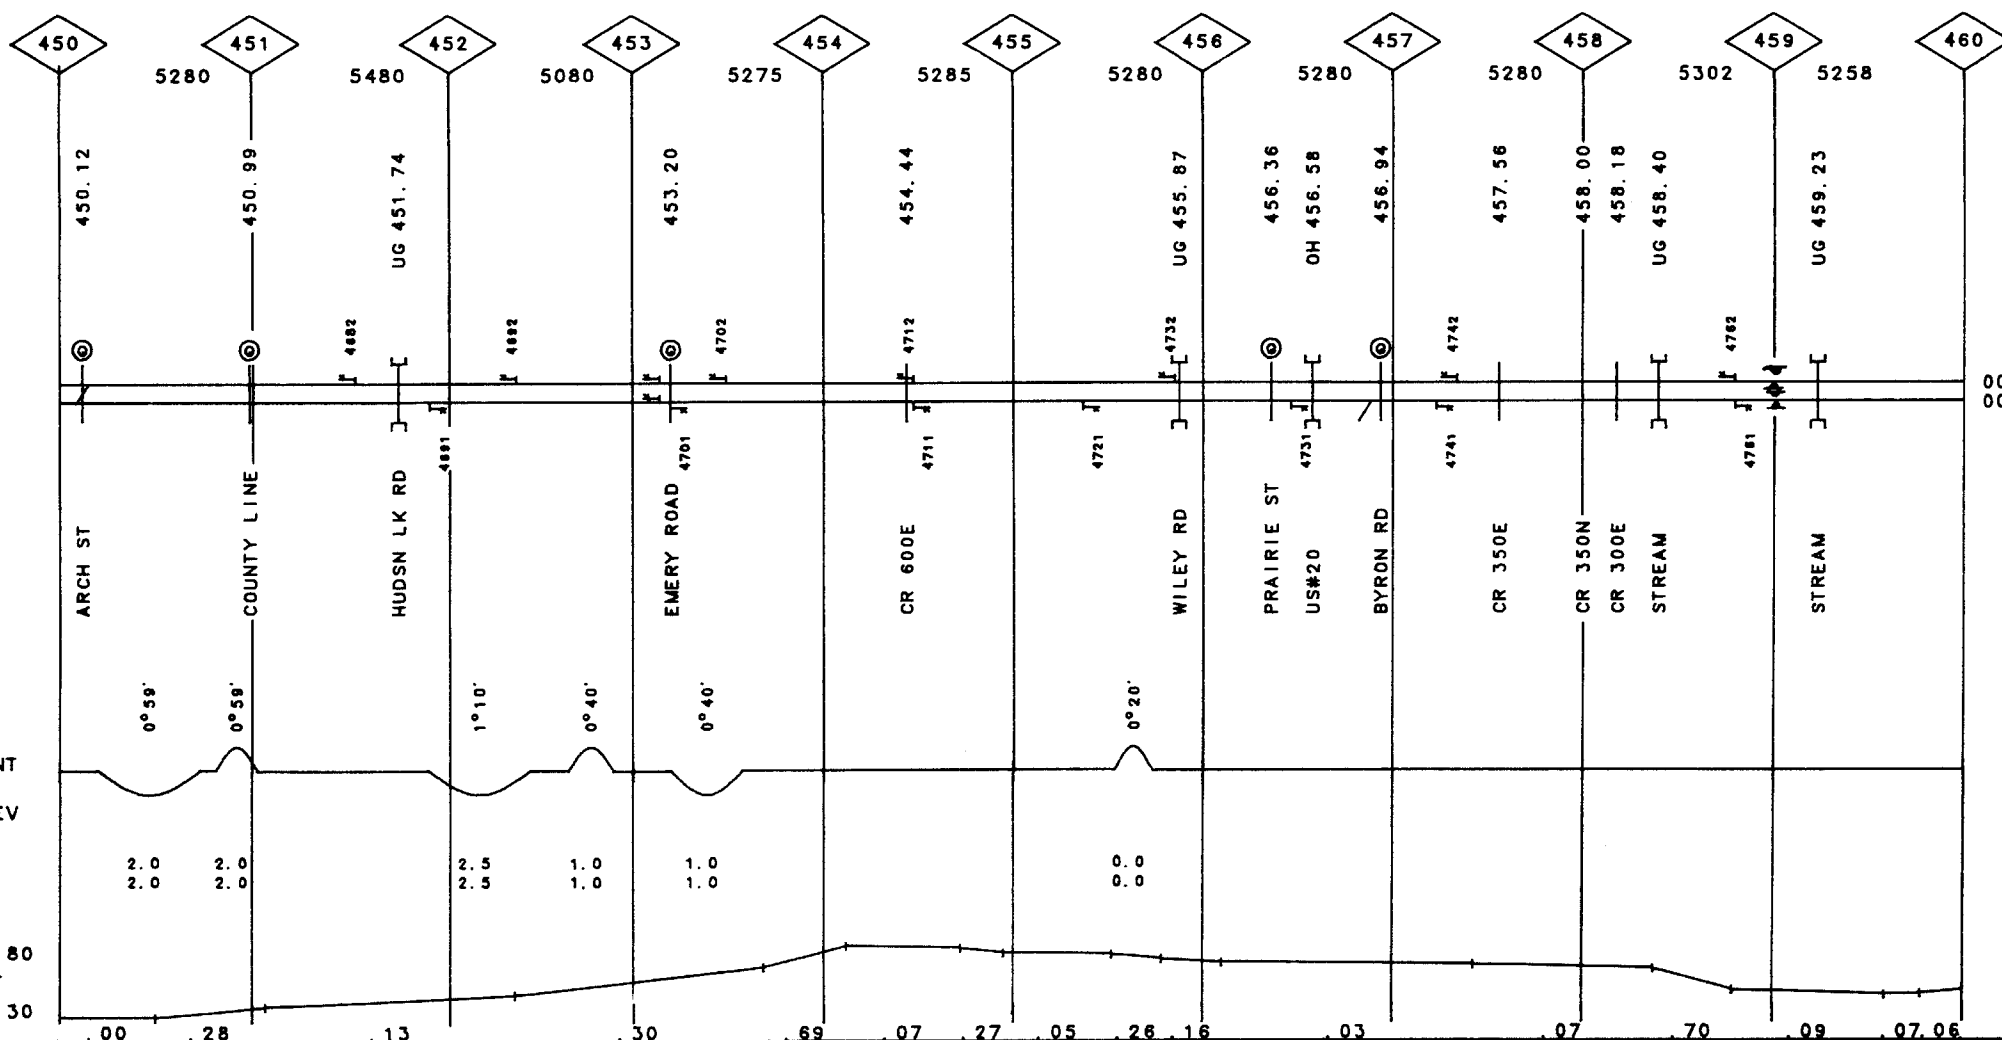 450 451 452 453 454 455 456 457 458 459 460
5280 5480 5080 5275 5285 5280 5280 5280 5302 5258
450.12
450.99
UG 451.74
453.20
454.44
UG 455.87
456.36
OH 456.58
456.94
457.56
458.00
458.18
UG 458.40
UG 459.23
4682
4692
4702
4712
4732
4742
4762
4691
4701
4711
4721
4731
4741
4761
ARCH ST
COUNTY LINE
HUDSN LK RD
EMERY ROAD
CR 600E
WILEY RD
PRAIRIE ST
US#20
BYRON RD
CR 350E
CR 350N
CR 300E
STREAM
STREAM
0°59' 0°59' 1°10' 0°40' 0°40' 0°20'
NT
EV
2.0 2.0 2.5 1.0 1.0 0.0
2.0 2.0 2.5 1.0 1.0 0.0
80
30
.00 .28 .13 .30 .69 .07 .27 .05 .26 .16 .03 .07 .70 .09 .07 .06